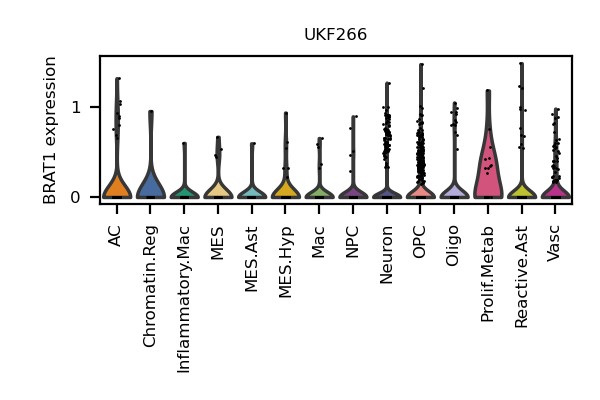 UKF266
BRAT1 expression
1
0
AC
Chromatin.Reg
Inflammatory.Mac
MES
MES.Ast
MES.Hyp
Mac
NPC
Neuron
OPC
Oligo
Prolif.Metab
Reactive.Ast
Vasc